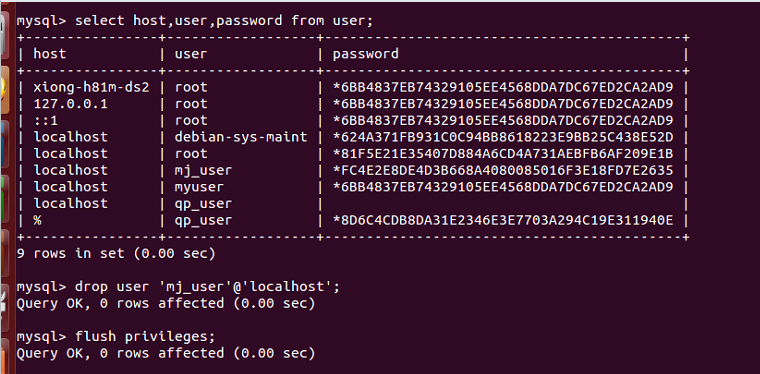 mysql> select host,user,password from user;
+----------------+------------------+-------------------------------------------+
| host           | user             | password                                  |
+----------------+------------------+-------------------------------------------+
| xiong-h81m-ds2 | root             | *6BB4837EB74329105EE4568DDA7DC67ED2CA2AD9 |
| 127.0.0.1      | root             | *6BB4837EB74329105EE4568DDA7DC67ED2CA2AD9 |
| ::1            | root             | *6BB4837EB74329105EE4568DDA7DC67ED2CA2AD9 |
| localhost      | debian-sys-maint | *624A371FB931C0C94BB8618223E9BB25C438E52D |
| localhost      | root             | *81F5E21E35407D884A6CD4A731AEBFB6AF209E1B |
| localhost      | mj_user          | *FC4E2E8DE4D3B668A4080085016F3E18FD7E2635 |
| localhost      | myuser           | *6BB4837EB74329105EE4568DDA7DC67ED2CA2AD9 |
| localhost      | qp_user          |                                           |
| %              | qp_user          | *8D6C4CDB8DA31E2346E3E7703A294C19E311940E |
+----------------+------------------+-------------------------------------------+
9 rows in set (0.00 sec)
mysql> drop user 'mj_user'@'localhost';
Query OK, 0 rows affected (0.00 sec)
mysql> flush privileges;
Query OK, 0 rows affected (0.00 sec)